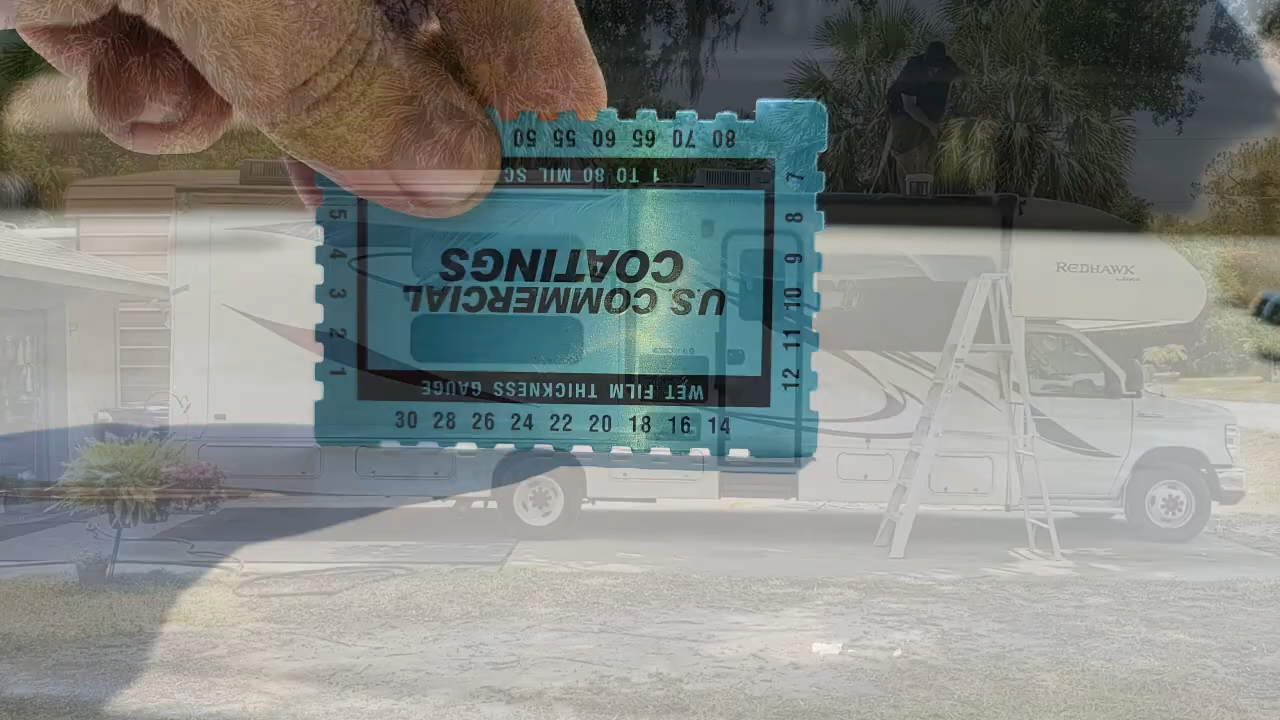 50 55 60 65 70 80
1 TO 80 MIL SC
5 4 3 2 1
7 8 9 10 11 12
U.S. COMMERCIAL
COATINGS
WET FILM THICKNESS GAUGE
30 28 26 24 22 20 18 16 14
REDHAWK